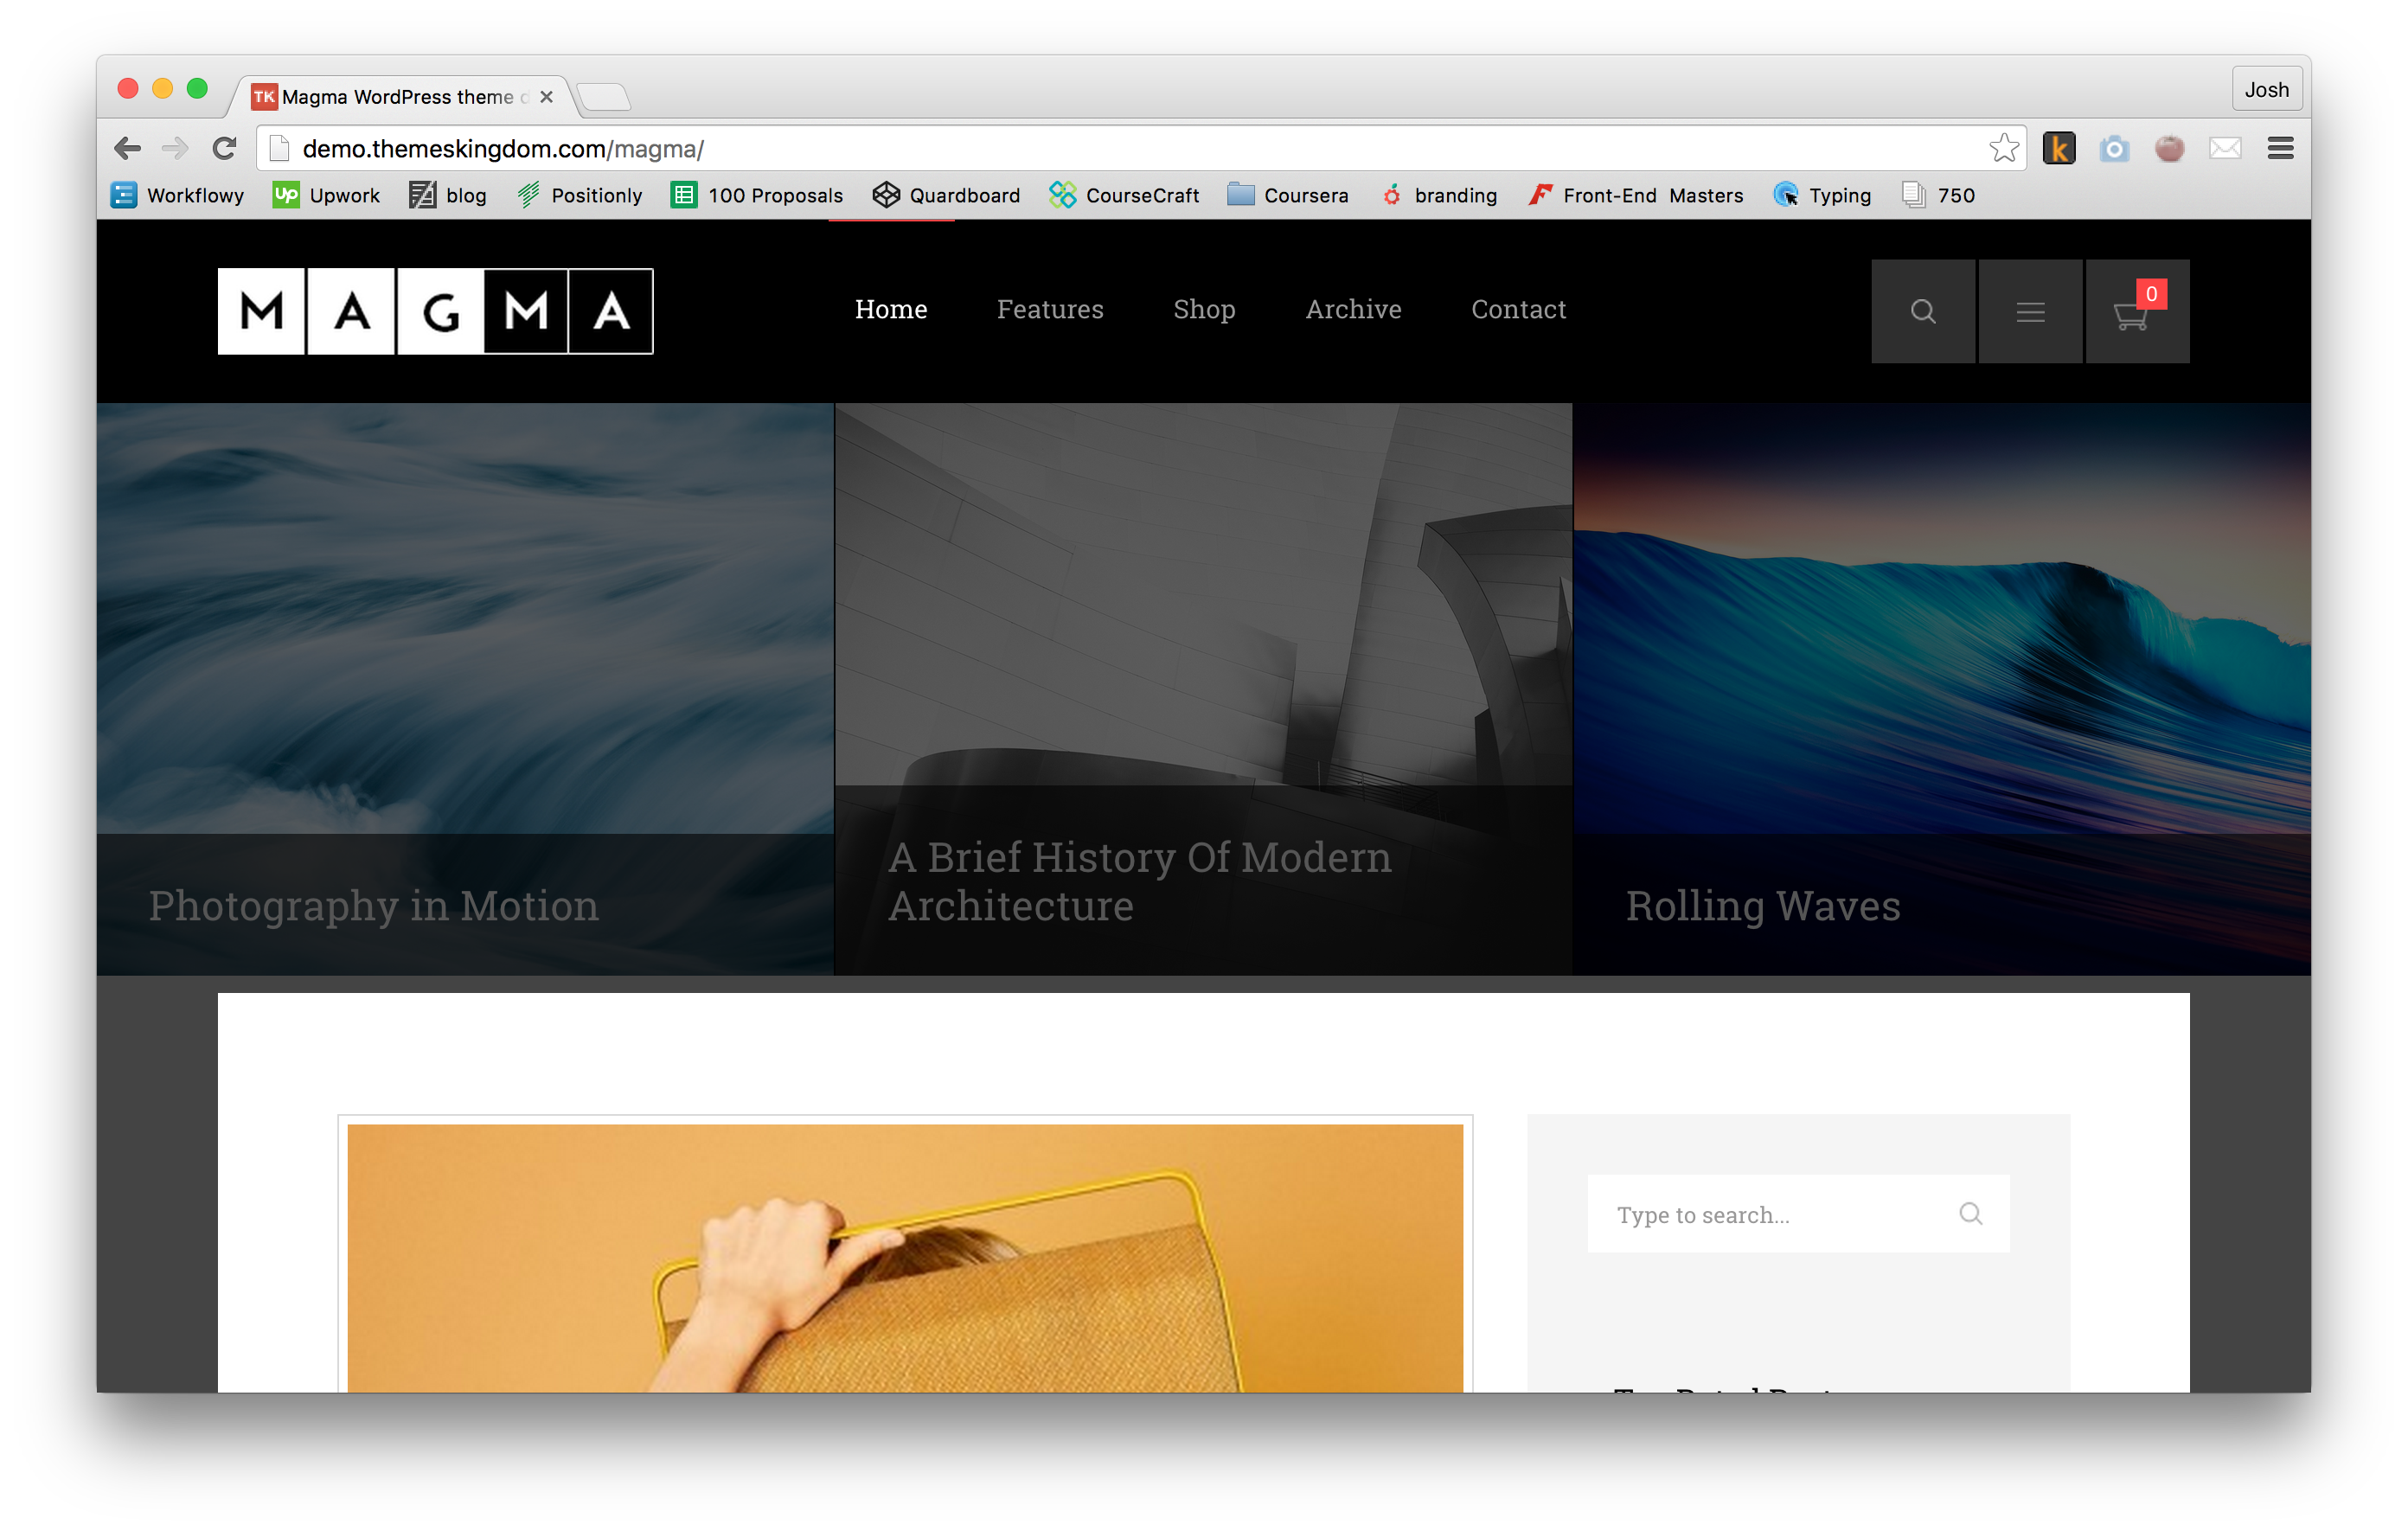 TK Magma WordPress theme d
Josh
demo.themeskingdom.com/magma/
k
Workflowy Up Upwork blog Positionly 100 Proposals Quardboard CourseCraft Coursera branding Front-End Masters Typing 750
MAGMA
Home Features Shop Archive Contact
0
Photography in Motion
A Brief History Of Modern
Architecture
Rolling Waves
Type to search...